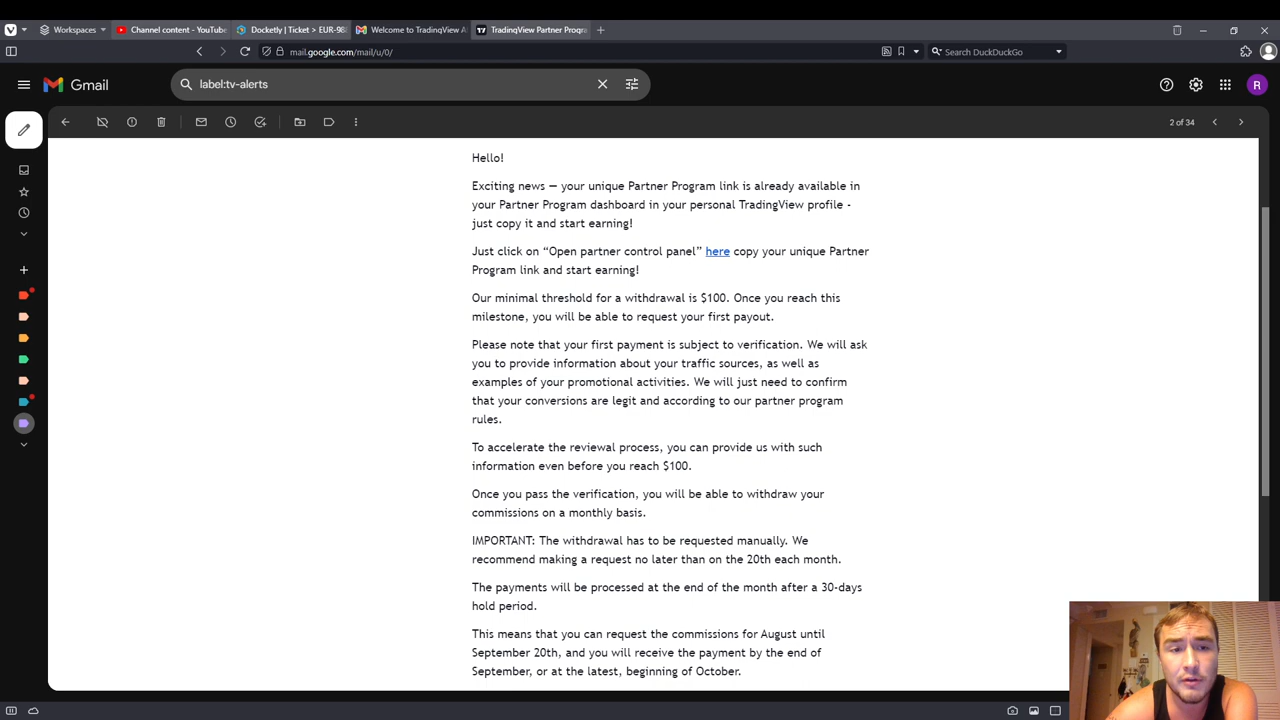 Workspaces
Channel content - YouTube
Docketly | Ticket > EUR-98
Welcome to TradingView A
TradingView Partner Progra
mail.google.com/mail/u/0/
Search DuckDuckGo
Gmail
label:tv-alerts
R
2 of 34
Hello!
Exciting news — your unique Partner Program link is already available in
your Partner Program dashboard in your personal TradingView profile -
just copy it and start earning!
Just click on “Open partner control panel” here copy your unique Partner
Program link and start earning!
Our minimal threshold for a withdrawal is $100. Once you reach this
milestone, you will be able to request your first payout.
Please note that your first payment is subject to verification. We will ask
you to provide information about your traffic sources, as well as
examples of your promotional activities. We will just need to confirm
that your conversions are legit and according to our partner program
rules.
To accelerate the reviewal process, you can provide us with such
information even before you reach $100.
Once you pass the verification, you will be able to withdraw your
commissions on a monthly basis.
IMPORTANT: The withdrawal has to be requested manually. We
recommend making a request no later than on the 20th each month.
The payments will be processed at the end of the month after a 30-days
hold period.
This means that you can request the commissions for August until
September 20th, and you will receive the payment by the end of
September, or at the latest, beginning of October.